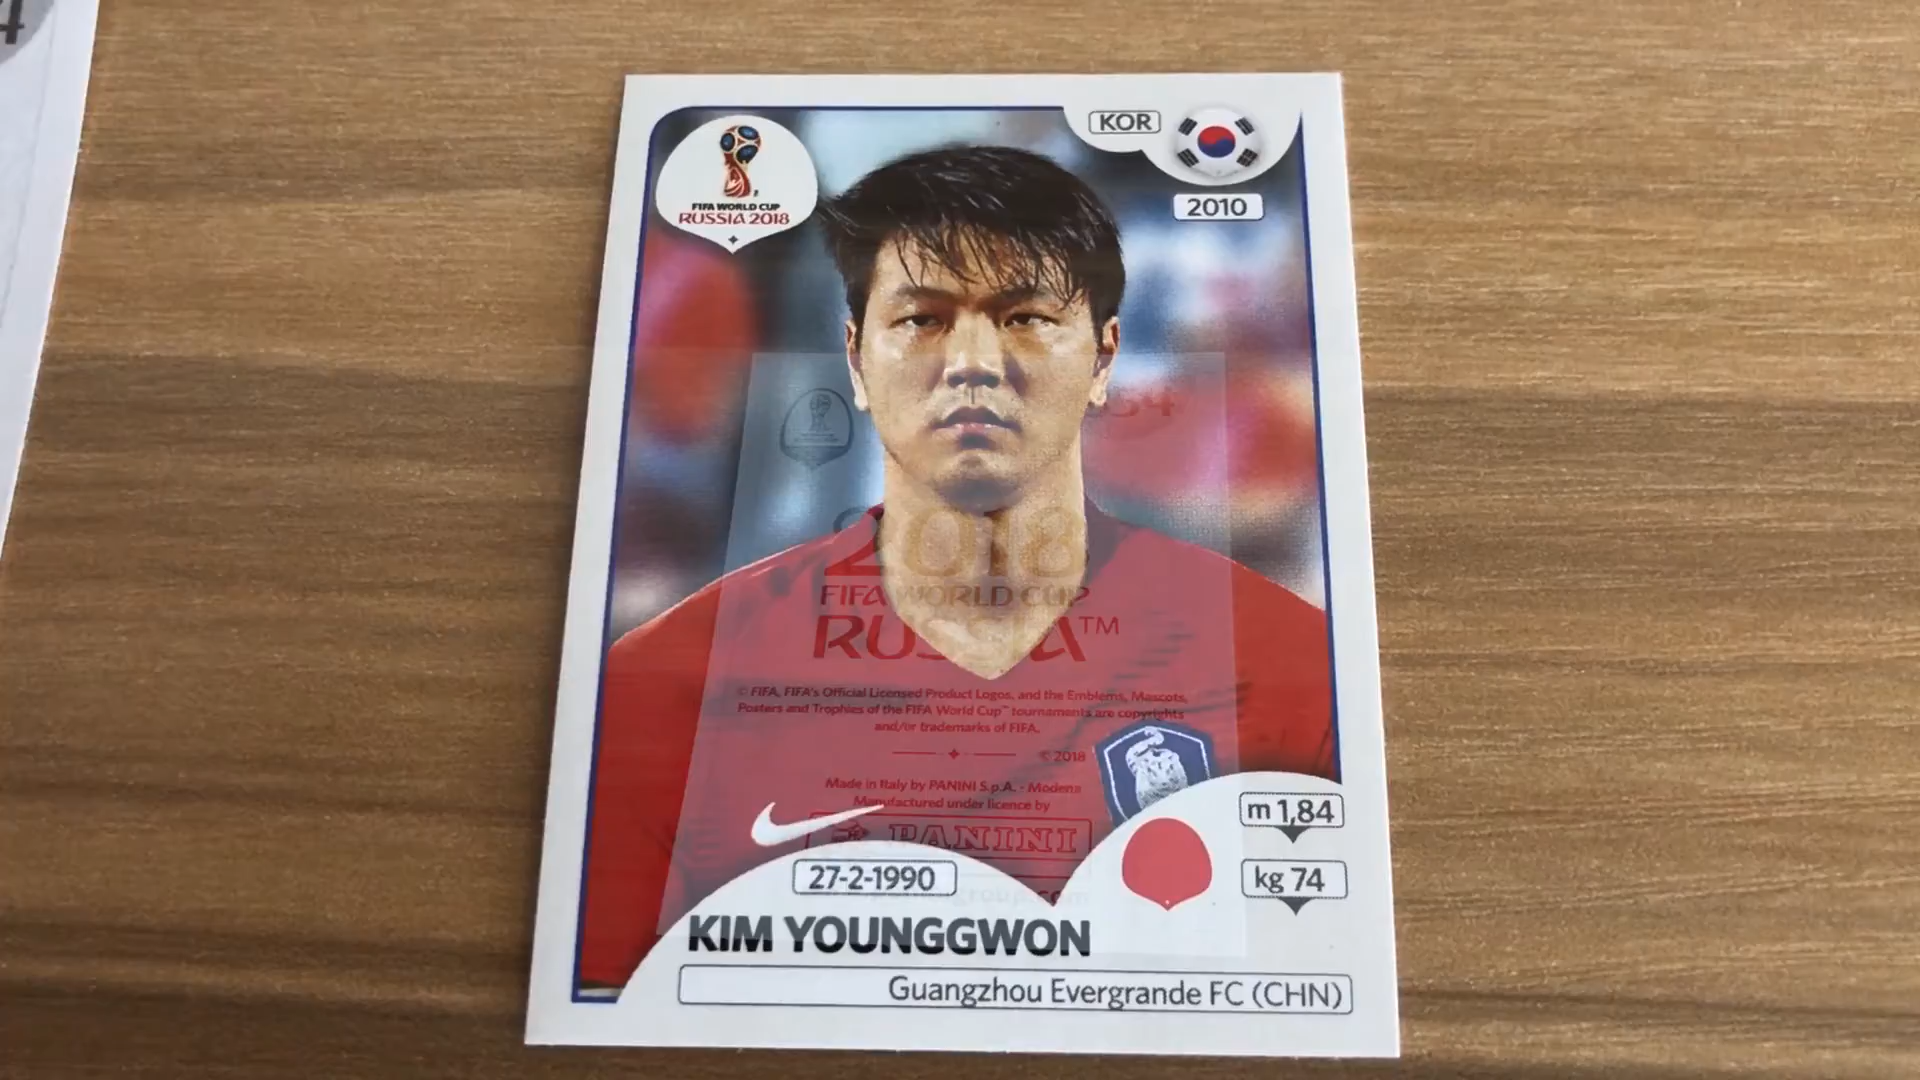 4
FIFA WORLD CUP
RUSSIA 2018
KOR
2010
2018
FIFA WORLD CUP
RUSSIA™
© FIFA, FIFA's Official Licensed Product Logos, and the Emblems, Mascots,
Posters and Trophies of the FIFA World Cup™ tournaments are copyrights
and/or trademarks of FIFA.
© 2018
Made in Italy by PANINI S.p.A. - Modena
Manufactured under licence by
PANINI
m 1,84
kg 74
27-2-1990
KIM YOUNGGWON
Guangzhou Evergrande FC (CHN)